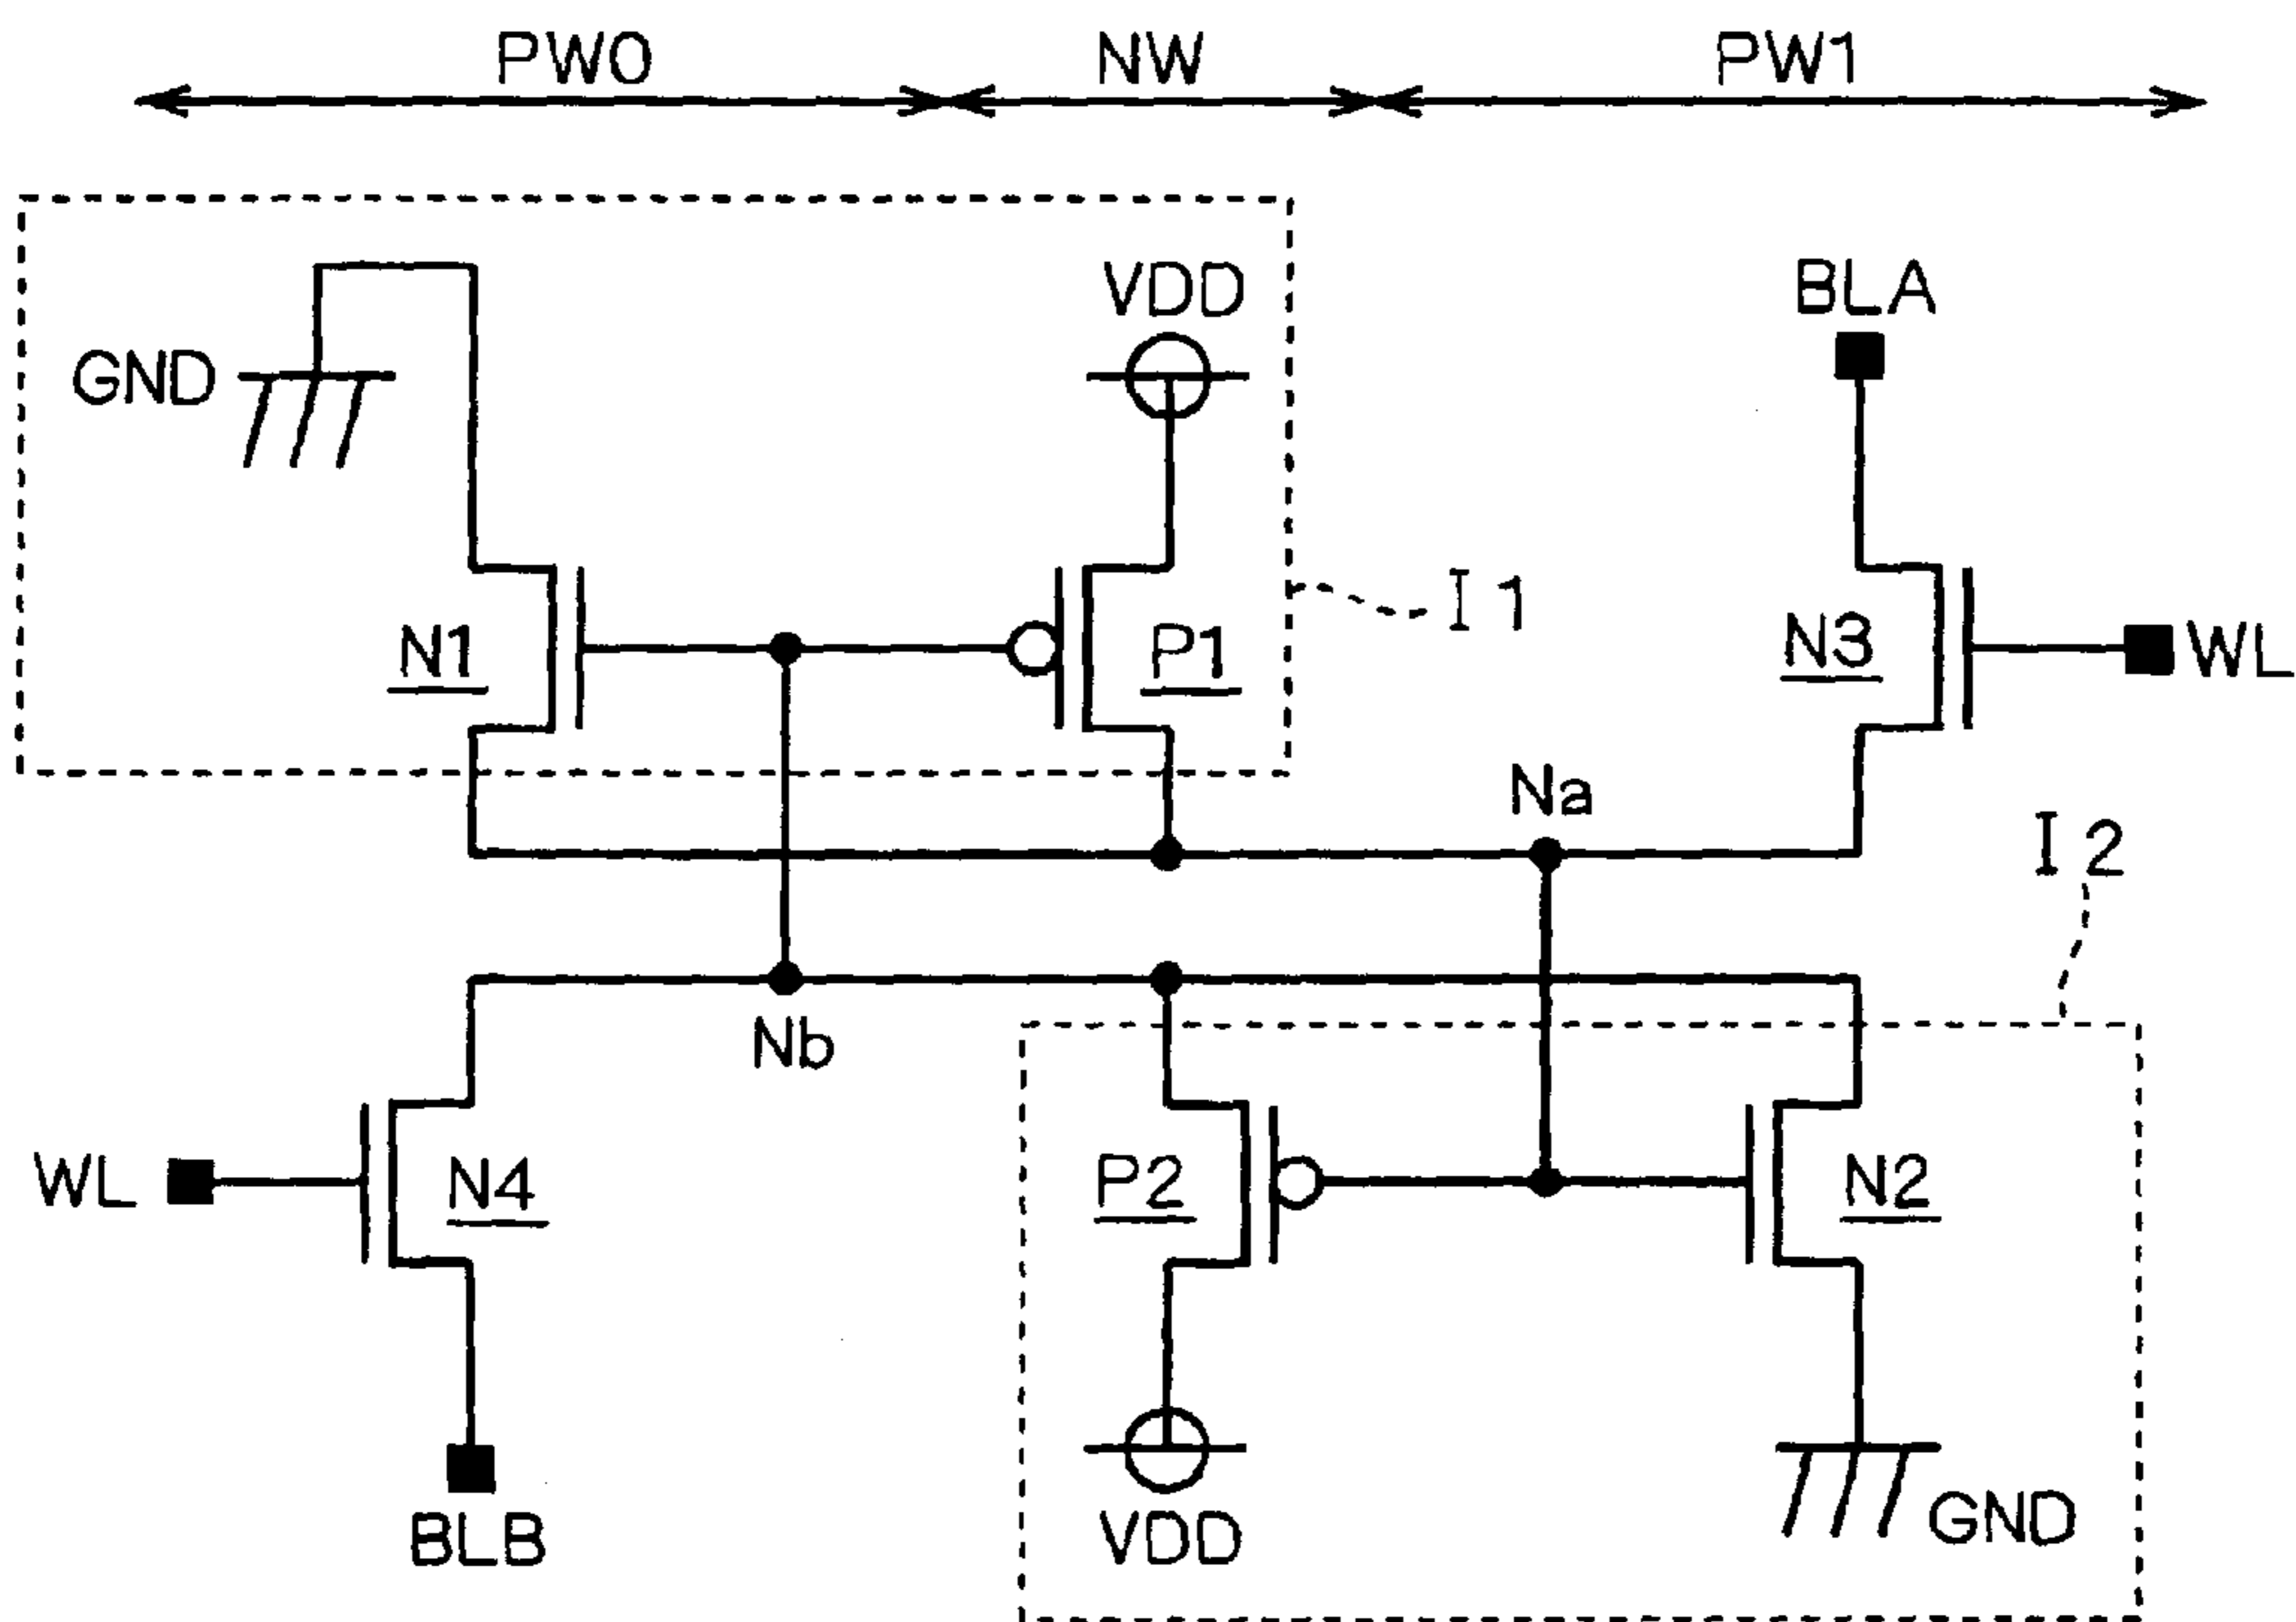 PW0 NW PW1
VDD
BLA
GND
I1
N1
P1
N3
WL
Na
I2
Nb
WL
N4
P2
N2
BLB
VDD
GND